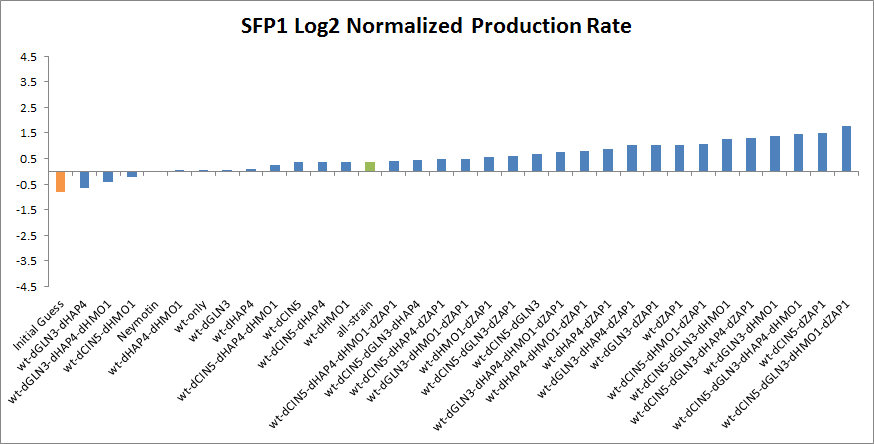 SFP1 Log2 Normalized Production Rate
4.5
3.5
2.5
1.5
0.5
-0.5
-1.5
-2.5
-3.5
-4.5
Initial Guess
wt-dGLN3-dHAP4
wt-dGLN3-dHAP4-dHMO1
wt-dCIN5-dHMO1
Neymotin
wt-dHAP4-dHMO1
wt-only
wt-dGLN3
wt-dHAP4
wt-dCIN5-dHAP4-dHMO1
wt-dCIN5
wt-dCIN5-dHAP4
wt-dHMO1
all-strain
wt-dCIN5-dHAP4-dHMO1-dZAP1
wt-dCIN5-dGLN3-dHAP4
wt-dCIN5-dHAP4-dZAP1
wt-dGLN3-dHMO1-dZAP1
wt-dHMO1-dZAP1
wt-dCIN5-dGLN3-dZAP1
wt-dCIN5-dGLN3
wt-dGLN3-dHAP4-dHMO1-dZAP1
wt-dHAP4-dHMO1-dZAP1
wt-dHAP4-dZAP1
wt-dGLN3-dHAP4-dZAP1
wt-dGLN3-dZAP1
wt-dZAP1
wt-dCIN5-dHMO1-dZAP1
wt-dCIN5-dGLN3-dHMO1
wt-dCIN5-dGLN3-dHAP4-dZAP1
wt-dGLN3-dHMO1
wt-dCIN5-dGLN3-dHAP4-dHMO1
wt-dCIN5-dZAP1
wt-dCIN5-dGLN3-dHMO1-dZAP1